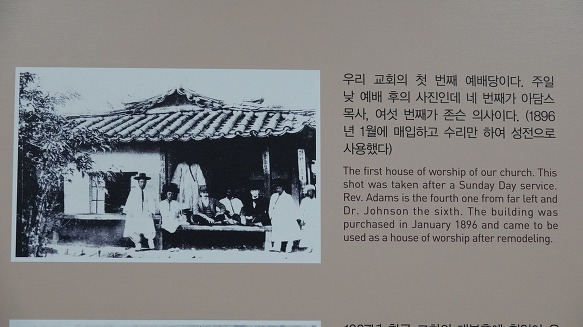 우리 교회의 첫 번째 예배당이다. 주일
낮 예배 후의 사진인데 네 번째가 아담스
목사, 여섯 번째가 존슨 의사이다. (1896
년 1월에 매입하고 수리만 하여 성전으로
사용했다)
The first house of worship of our church. This
shot was taken after a Sunday Day service.
Rev. Adams is the fourth one from far left and
Dr. Johnson the sixth. The building was
purchased in January 1896 and came to be
used as a house of worship after remodeling.